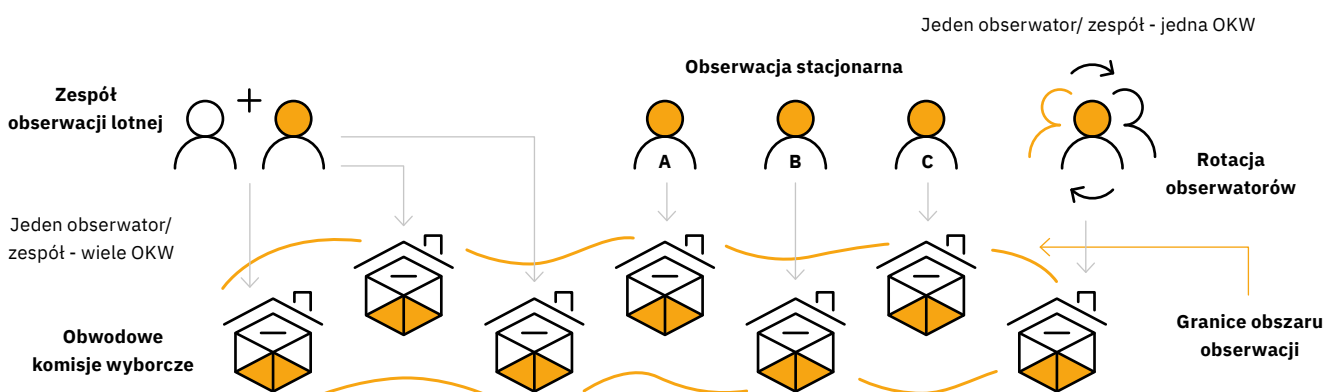 Jeden obserwator/ zespół - jedna OKW
Obserwacja stacjonarna
Zespół
obserwacji lotnej
A
B
C
Rotacja
obserwatorów
Jeden obserwator/
zespół - wiele OKW
Obwodowe
komisje wyborcze
Granice obszaru
obserwacji